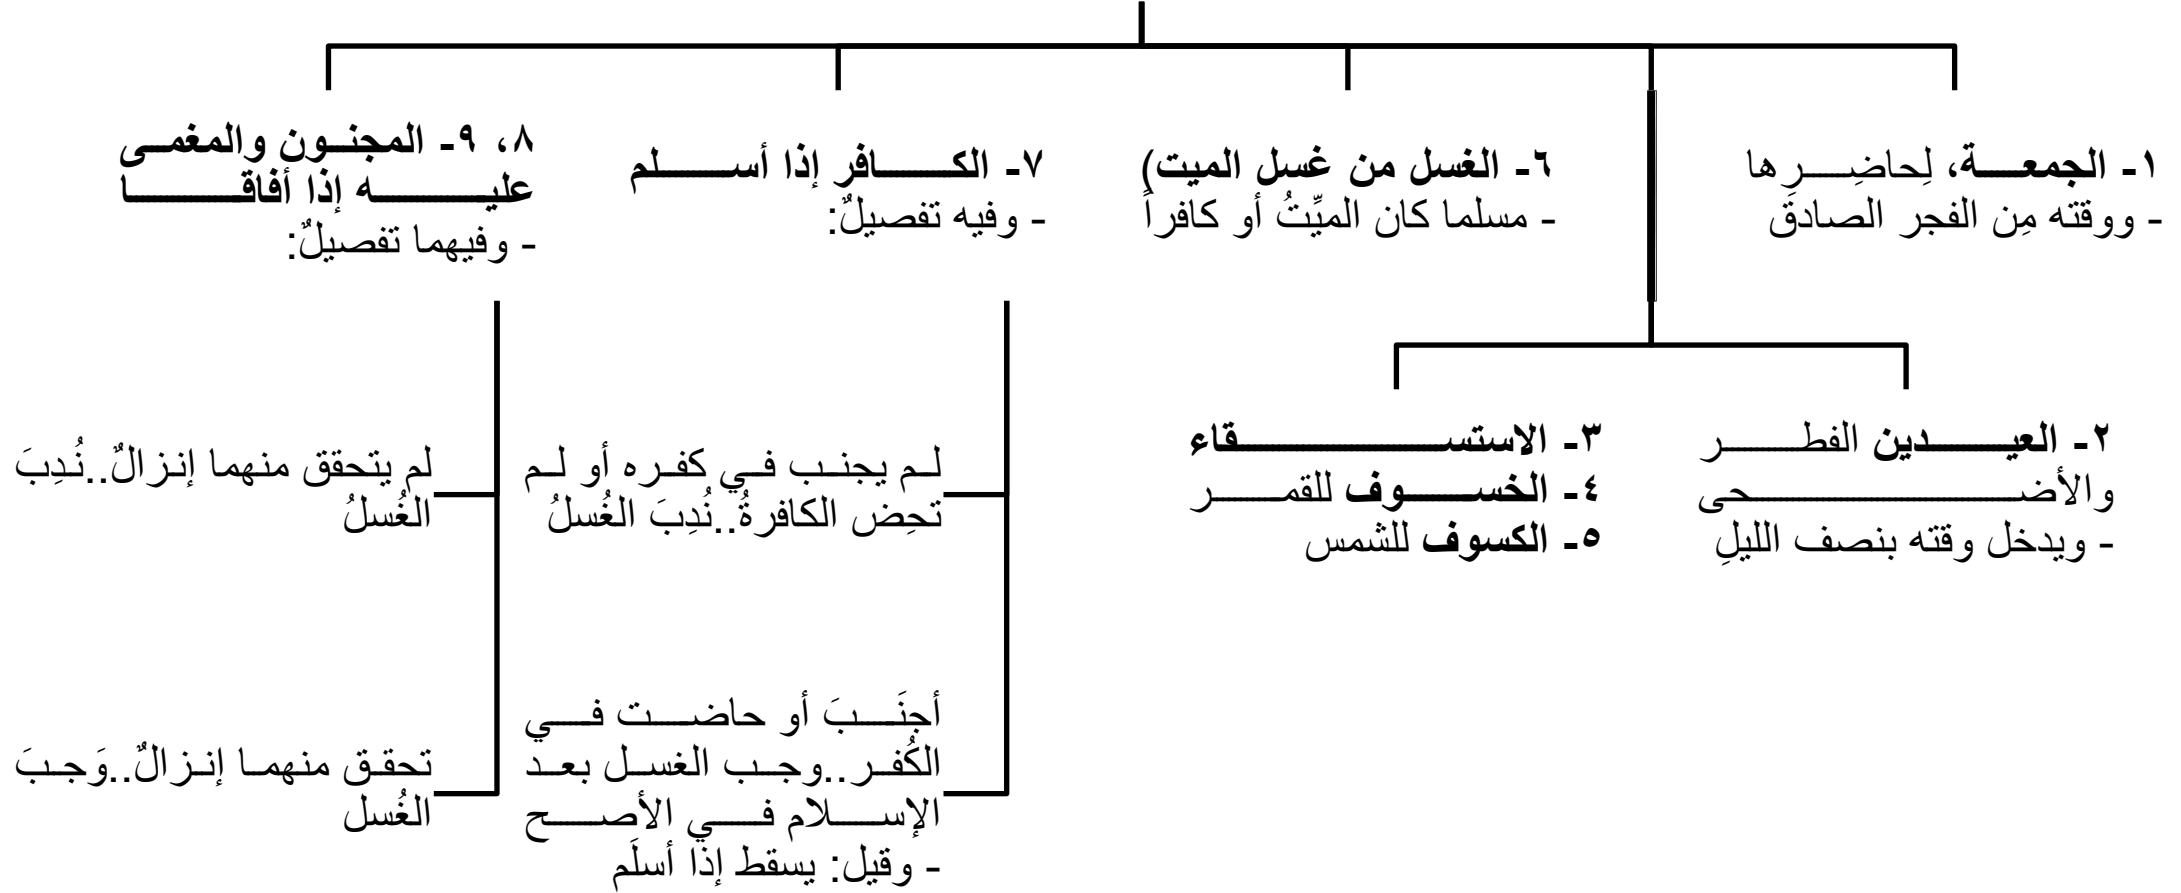 ١- الجمعة، لِحاضِرِها
- ووقته مِن الفجر الصادق
٢- العيدين الفطر
والأضحى
- ويدخل وقته بنصف الليلِ
٣- الاستسقاء
٤- الخسوف للقمر
٥- الكسوف للشمس
٦- الغسل من غسل الميت)
- مسلما كان الميِّتُ أو كافراً
٧- الكافر إذا أسلم
- وفيه تفصيلٌ:
لم يجنب في كفره أو لم
تحِض الكافرةُ..نُدِبَ الغُسلُ
أجنَبَ أو حاضت في
الكُفر..وجب الغسل بعد
الإسلام في الأصح
- وقيل: يسقط إذا أسلَم
٨، ٩- المجنون والمغمى
عليه إذا أفاقا
- وفيهما تفصيلٌ:
لم يتحقق منهما إنزالٌ..نُدِبَ
الغُسلُ
تحقق منهما إنزالٌ..وَجبَ
الغُسل